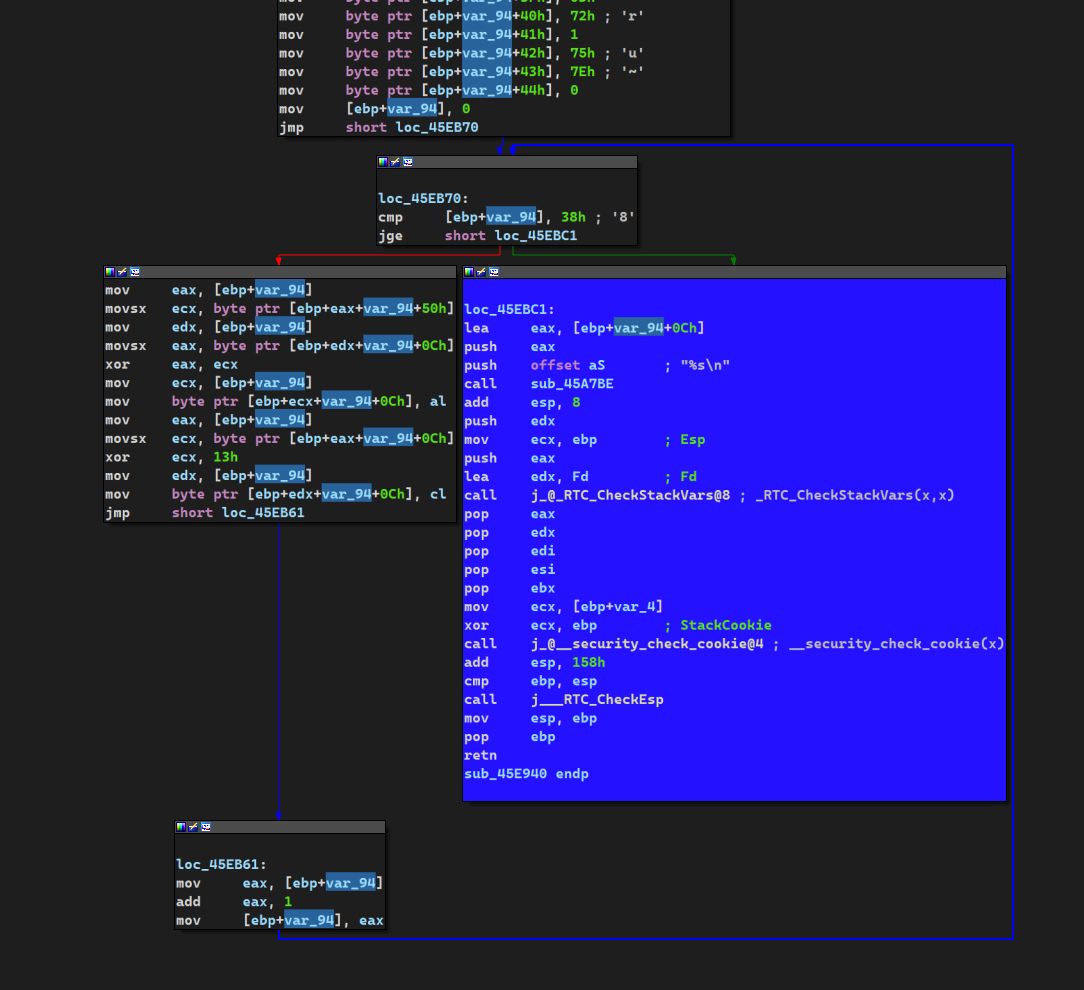 mov byte ptr [ebp+var_94+40h], 72h ; 'r'
mov byte ptr [ebp+var_94+41h], 1
mov byte ptr [ebp+var_94+42h], 75h ; 'u'
mov byte ptr [ebp+var_94+43h], 7Eh ; '~'
mov byte ptr [ebp+var_94+44h], 0
mov [ebp+var_94], 0
jmp short loc_45EB70
loc_45EB70:
cmp [ebp+var_94], 38h ; '8'
jge short loc_45EBC1
mov eax, [ebp+var_94]
movsx ecx, byte ptr [ebp+eax+var_94+50h]
mov edx, [ebp+var_94]
movsx eax, byte ptr [ebp+edx+var_94+0Ch]
xor eax, ecx
mov ecx, [ebp+var_94]
mov byte ptr [ebp+ecx+var_94+0Ch], al
mov eax, [ebp+var_94]
movsx ecx, byte ptr [ebp+eax+var_94+0Ch]
xor ecx, 13h
mov edx, [ebp+var_94]
mov byte ptr [ebp+edx+var_94+0Ch], cl
jmp short loc_45EB61
loc_45EBC1:
lea eax, [ebp+var_94+0Ch]
push eax
push offset aS ; "%s\n"
call sub_45A7BE
add esp, 8
push edx
mov ecx, ebp ; Esp
push eax
lea edx, Fd ; Fd
call j_@_RTC_CheckStackVars@8 ; _RTC_CheckStackVars(x,x)
pop eax
pop edx
pop edi
pop esi
pop ebx
mov ecx, [ebp+var_4]
xor ecx, ebp ; StackCookie
call j_@__security_check_cookie@4 ; __security_check_cookie(x)
add esp, 158h
cmp ebp, esp
call j___RTC_CheckEsp
mov esp, ebp
pop ebp
retn
sub_45E940 endp
loc_45EB61:
mov eax, [ebp+var_94]
add eax, 1
mov [ebp+var_94], eax